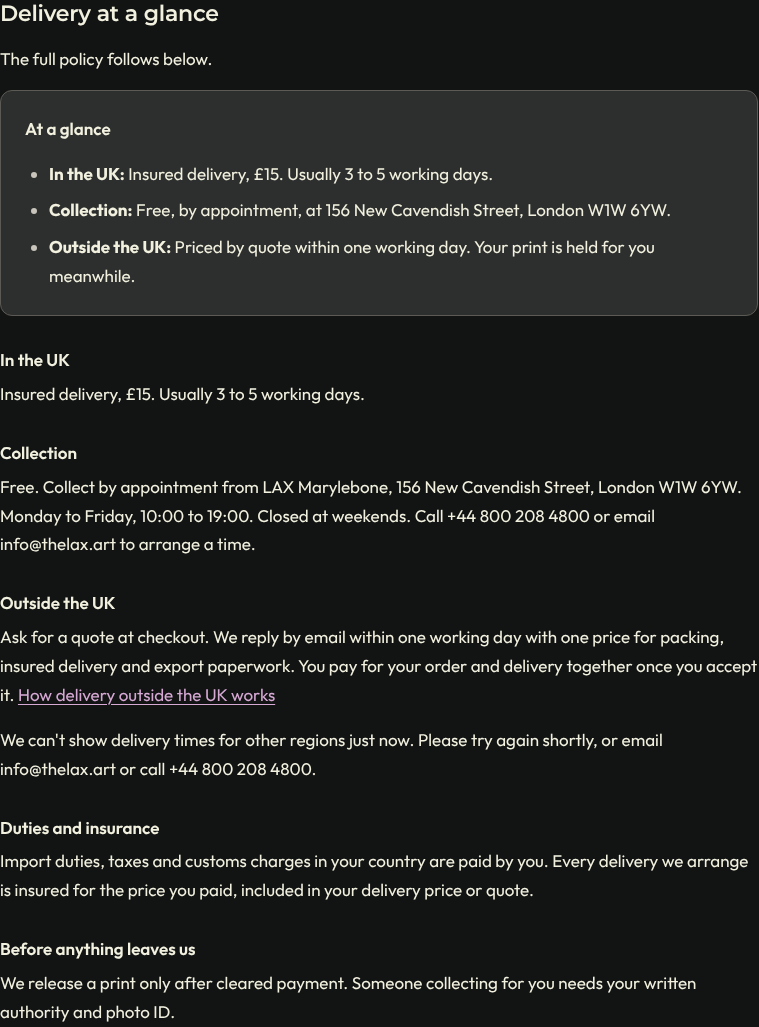 Delivery at a glance
The full policy follows below.
At a glance
• In the UK: Insured delivery, £15. Usually 3 to 5 working days.
• Collection: Free, by appointment, at 156 New Cavendish Street, London W1W 6YW.
• Outside the UK: Priced by quote within one working day. Your print is held for you
meanwhile.
In the UK
Insured delivery, £15. Usually 3 to 5 working days.
Collection
Free. Collect by appointment from LAX Marylebone, 156 New Cavendish Street, London W1W 6YW.
Monday to Friday, 10:00 to 19:00. Closed at weekends. Call +44 800 208 4800 or email
info@thelax.art to arrange a time.
Outside the UK
Ask for a quote at checkout. We reply by email within one working day with one price for packing,
insured delivery and export paperwork. You pay for your order and delivery together once you accept
it. How delivery outside the UK works
We can't show delivery times for other regions just now. Please try again shortly, or email
info@thelax.art or call +44 800 208 4800.
Duties and insurance
Import duties, taxes and customs charges in your country are paid by you. Every delivery we arrange
is insured for the price you paid, included in your delivery price or quote.
Before anything leaves us
We release a print only after cleared payment. Someone collecting for you needs your written
authority and photo ID.